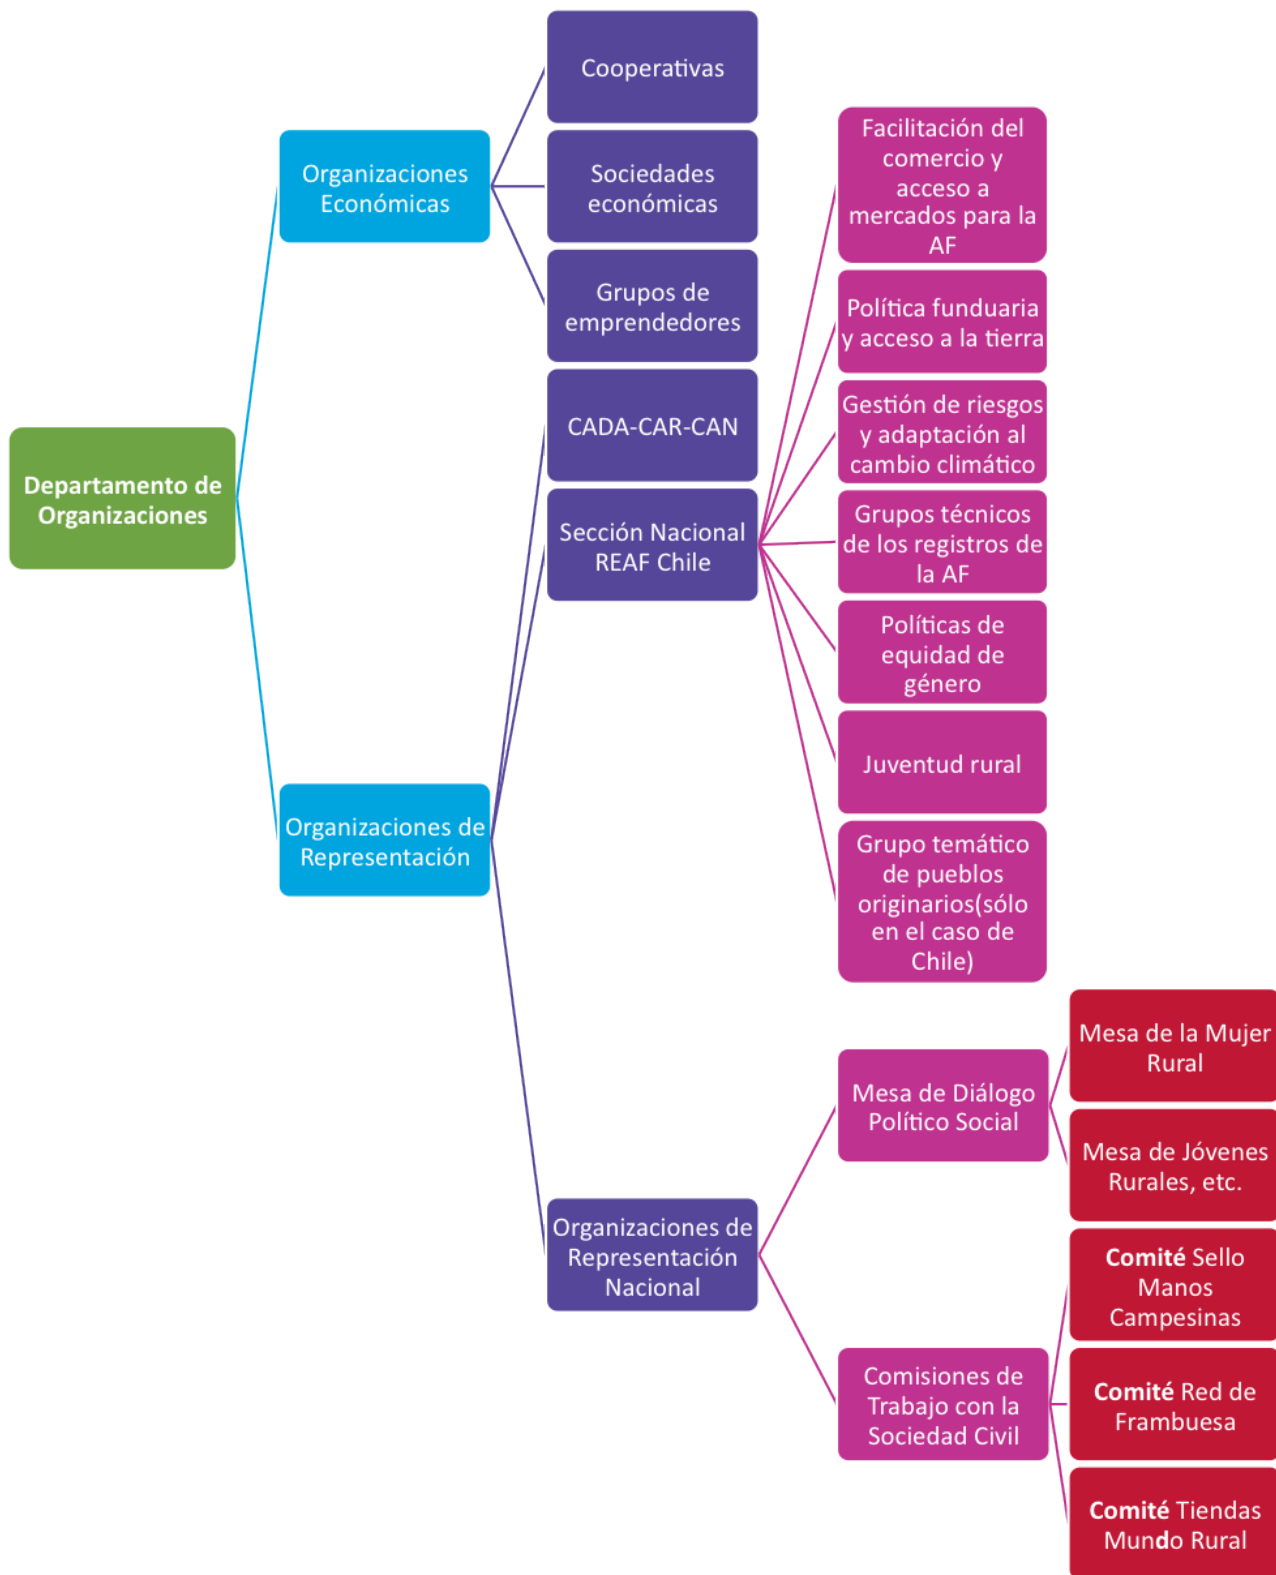 Departamento de
Organizaciones
Organizaciones
Económicas
Cooperativas
Sociedades
económicas
Grupos de
emprendedores
Organizaciones de
Representación
CADA-CAR-CAN
Sección Nacional
REAF Chile
Facilitación del
comercio y
acceso a
mercados para la
AF
Política funduaria
y acceso a la tierra
Gestión de riesgos
y adaptación al
cambio climático
Grupos técnicos
de los registros de
la AF
Políticas de
equidad de
género
Juventud rural
Grupo temático
de pueblos
originarios(sólo
en el caso de
Chile)
Organizaciones de
Representación
Nacional
Mesa de Diálogo
Político Social
Mesa de la Mujer
Rural
Mesa de Jóvenes
Rurales, etc.
Comisiones de
Trabajo con la
Sociedad Civil
Comité Sello
Manos
Campesinas
Comité Red de
Frambuesa
Comité Tiendas
Mundo Rural